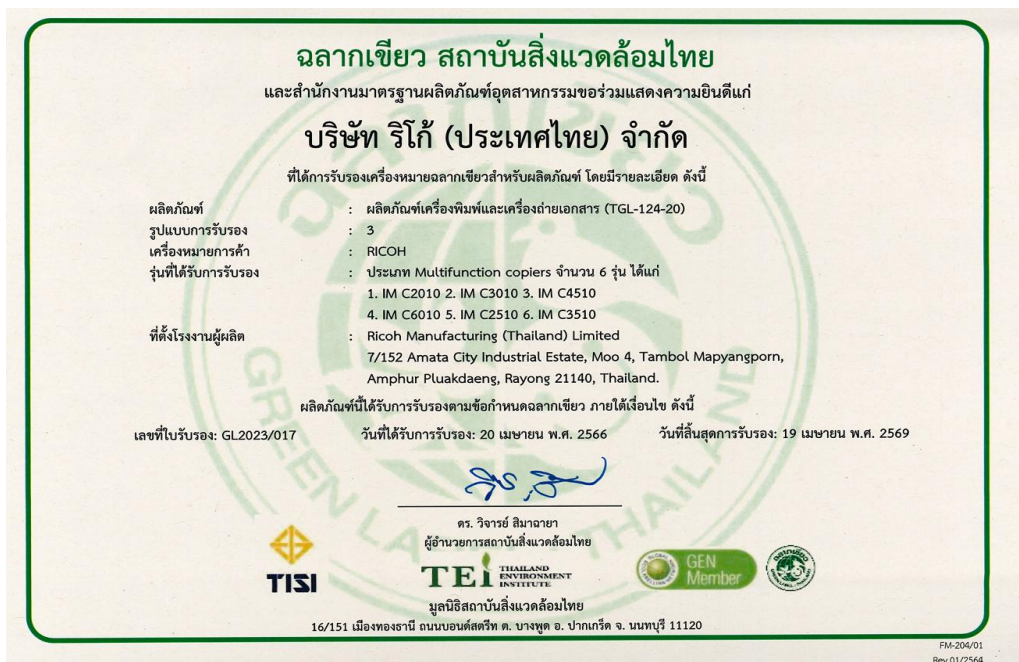 ฉลากเขียว สถาบันสิ่งแวดล้อมไทย
และสำนักงานมาตรฐานผลิตภัณฑ์อุตสาหกรรมขอร่วมแสดงความยินดีแก่
บริษัท ริโก้ (ประเทศไทย) จำกัด
ที่ได้การรับรองเครื่องหมายฉลากเขียวสำหรับผลิตภัณฑ์ โดยมีรายละเอียด ดังนี้
ผลิตภัณฑ์ : ผลิตภัณฑ์เครื่องพิมพ์และเครื่องถ่ายเอกสาร (TGL-124-20)
รูปแบบการรับรอง : 3
เครื่องหมายการค้า : RICOH
รุ่นที่ได้รับการรับรอง : ประเภท Multifunction copiers จำนวน 6 รุ่น ได้แก่
1. IM C2010 2. IM C3010 3. IM C4510
4. IM C6010 5. IM C2510 6. IM C3510
ที่ตั้งโรงงานผู้ผลิต : Ricoh Manufacturing (Thailand) Limited
7/152 Amata City Industrial Estate, Moo 4, Tambol Mapyangporn,
Amphur Pluakdaeng, Rayong 21140, Thailand.
ผลิตภัณฑ์นี้ได้รับการรับรองตามข้อกำหนดฉลากเขียว ภายใต้เงื่อนไข ดังนี้
เลขที่ใบรับรอง: GL2023/017 วันที่ได้รับการรับรอง: 20 เมษายน พ.ศ. 2566 วันที่สิ้นสุดการรับรอง: 19 เมษายน พ.ศ. 2569
ดร. วิจารย์ สิมาฉายา
ผู้อำนวยการสถาบันสิ่งแวดล้อมไทย
TISI
TEI THAILAND
ENVIRONMENT
INSTITUTE
GEN
Member
ฉลากเขียว
GREEN LABEL : THAILAND
มูลนิธิสถาบันสิ่งแวดล้อมไทย
16/151 เมืองทองธานี ถนนบอนด์สตรีท ต. บางพูด อ. ปากเกร็ด จ. นนทบุรี 11120
FM-204/01
Rev.01/2564